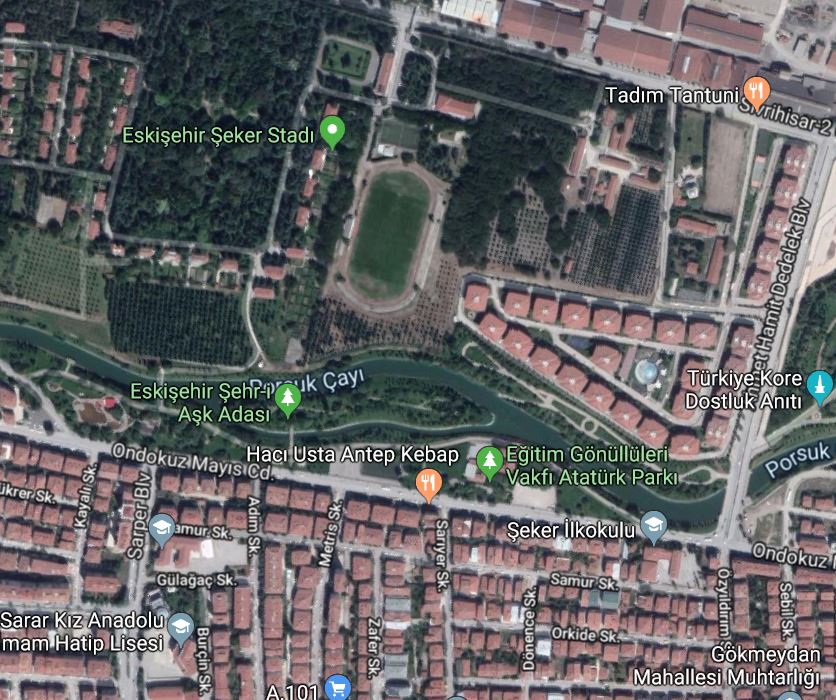 Tadım Tantuni
Sivrihisar-2
Eskişehir Şeker Stadı
Porsuk Çayı
Eskişehir Şehr-i
Aşk Adası
Türkiye Kore
Dostluk Anıtı
Hamit Dedelek Blv
Porsuk
Ondokuz Mayıs Cd.
Hacı Usta Antep Kebap
Eğitim Gönüllüleri
Vakfı Atatürk Parkı
Kayalı Sk.
Sarper Blv
Adım Sk.
Metris Sk.
Sarıyer Sk.
Şeker İlkokulu
Ondokuz
Gülağaç Sk.
Samur Sk.
Dönence Sk.
Orkide Sk.
Özyıldırım
Sebil Sk.
Sarar Kız Anadolu
mam Hatip Lisesi
Burçin Sk.
Zafer Sk.
Gökmeydan
Mahallesi Muhtarlığı
A.101